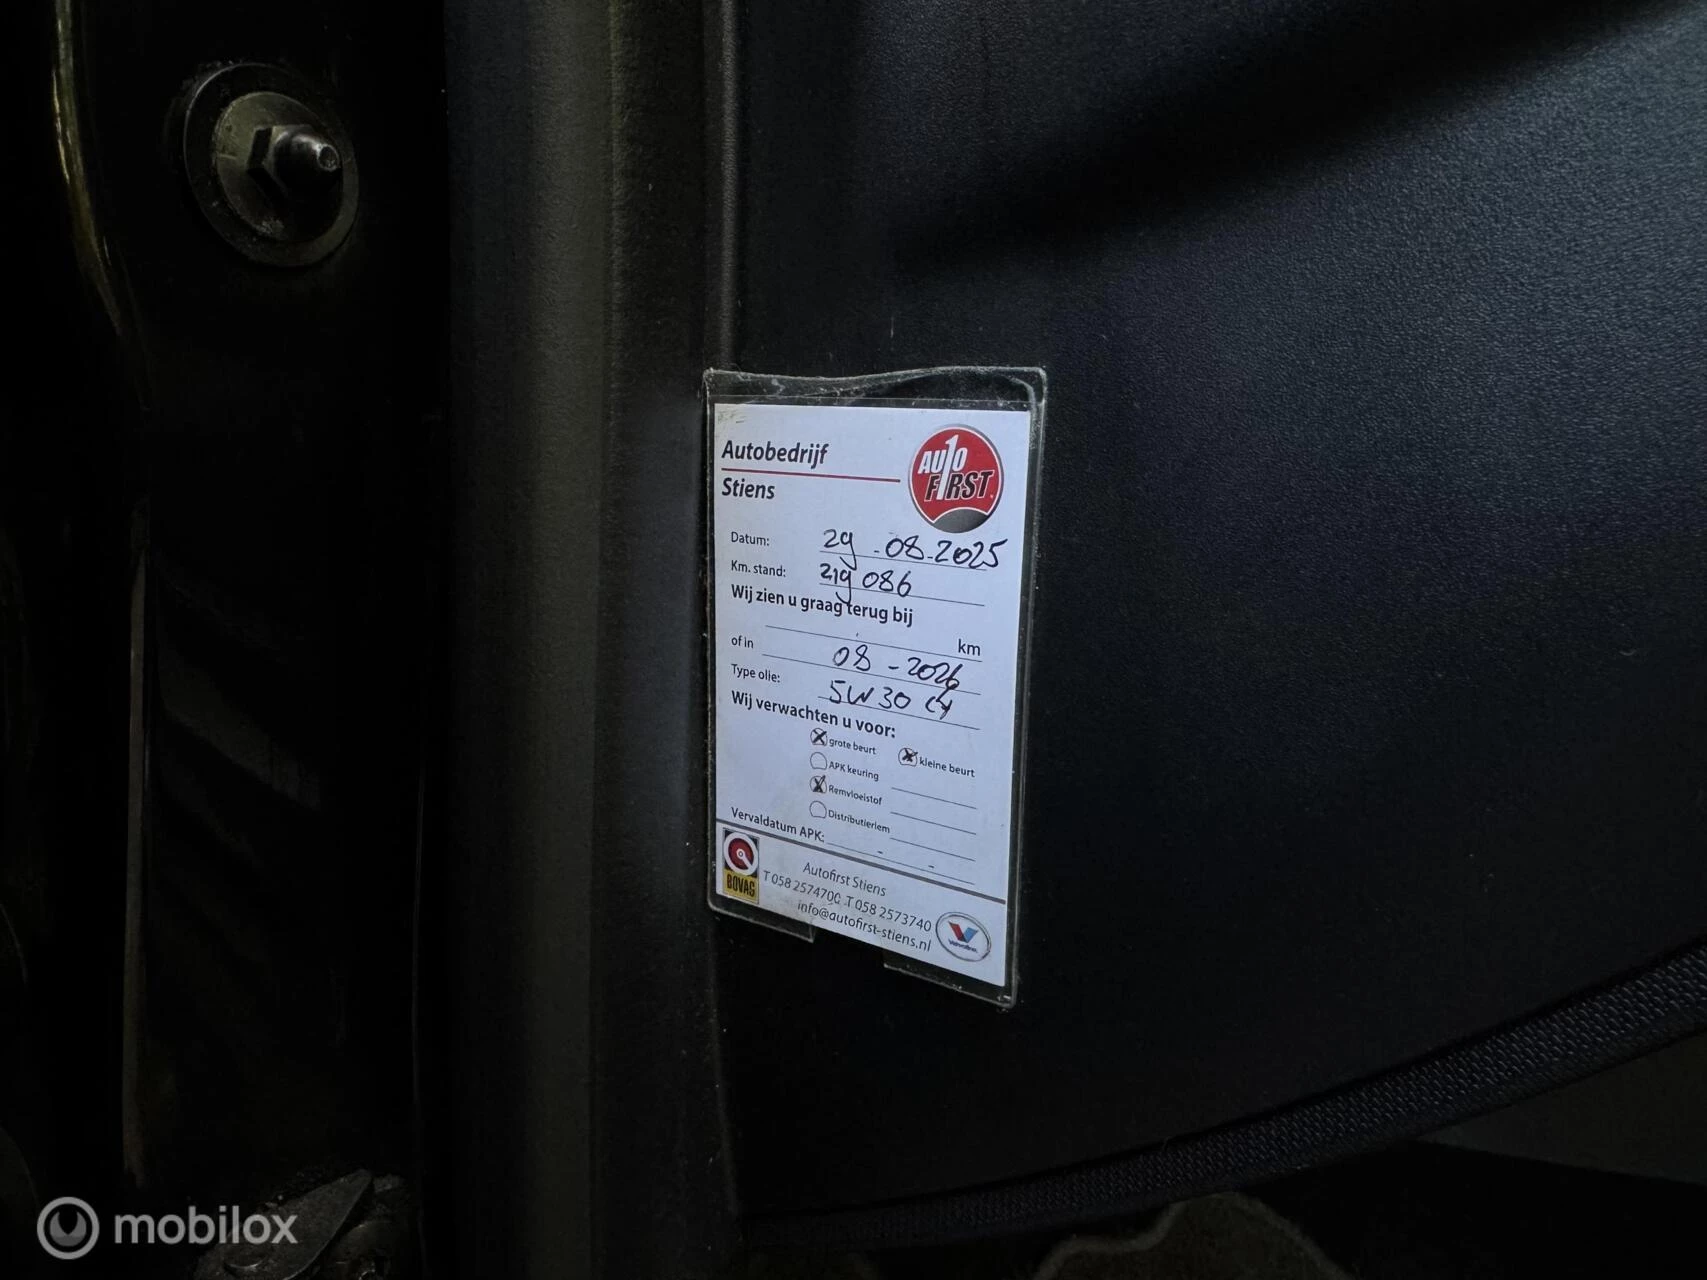 Autobedrijf
Stiens
AUTO
F1RST
Datum: 29-08-2025
Km. stand: 219 086
Wij zien u graag terug bij
km
of in 08-2026
Type olie: 5W30
Wij verwachten u voor:
grote beurt kleine beurt
APK keuring
Remvloeistof
Distributieriem
Vervaldatum APK: - -
BOVAG
Autofirst Stiens
T 058 2574700 T 058 2573740
info@autofirst-stiens.nl
Valvoline
mobilox